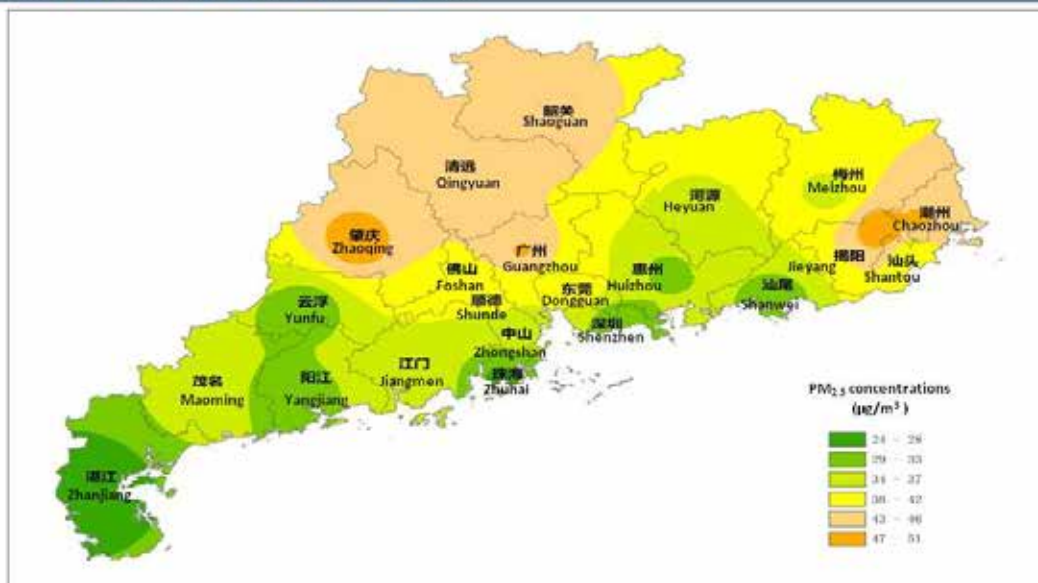 韶关
Shaoguan
清远
Qingyuan
梅州
Meizhou
河源
Heyuan
潮州
Chaozhou
肇庆
Zhaoqing
广州
Guangzhou
揭阳
Jieyang
汕头
Shantou
佛山
Foshan
惠州
Huizhou
东莞
Dongguan
汕尾
Shanwei
云浮
Yunfu
顺德
Shunde
深圳
Shenzhen
中山
Zhongshan
江门
Jiangmen
珠海
Zhuhai
茂名
Maoming
阳江
Yangjiang
湛江
Zhanjiang
PM2.5 concentrations
(µg/m³)
24 - 28
29 - 33
34 - 37
38 - 42
43 - 46
47 - 51